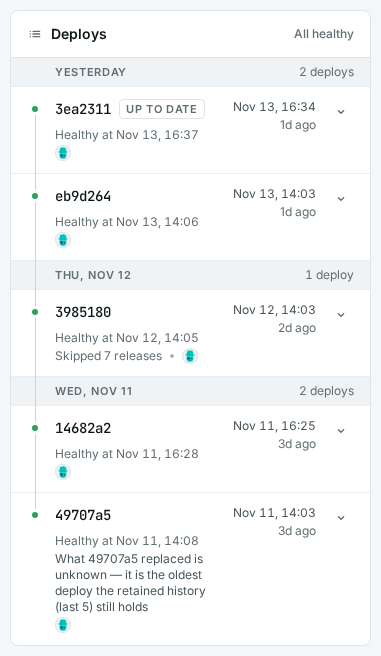 Deploys
All healthy
YESTERDAY
2 deploys
3ea2311
UP TO DATE
Nov 13, 16:34
1d ago
Healthy at Nov 13, 16:37
eb9d264
Nov 13, 14:03
1d ago
Healthy at Nov 13, 14:06
THU, NOV 12
1 deploy
3985180
Nov 12, 14:03
2d ago
Healthy at Nov 12, 14:05
Skipped 7 releases •
WED, NOV 11
2 deploys
14682a2
Nov 11, 16:25
3d ago
Healthy at Nov 11, 16:28
49707a5
Nov 11, 14:03
3d ago
Healthy at Nov 11, 14:08
What 49707a5 replaced is
unknown — it is the oldest
deploy the retained history
(last 5) still holds